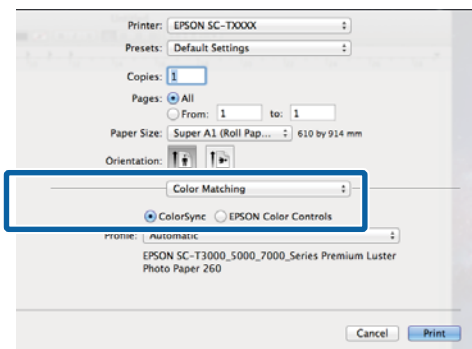 Printer: EPSON SC-TXXXX
Presets: Default Settings
Copies: 1
Pages: All
From: 1 to: 1
Paper Size: Super A1 (Roll Pap... 610 by 914 mm
Orientation:
Color Matching
ColorSync EPSON Color Controls
Profile: Automatic
EPSON SC-T3000_5000_7000_Series Premium Luster
Photo Paper 260
Cancel Print